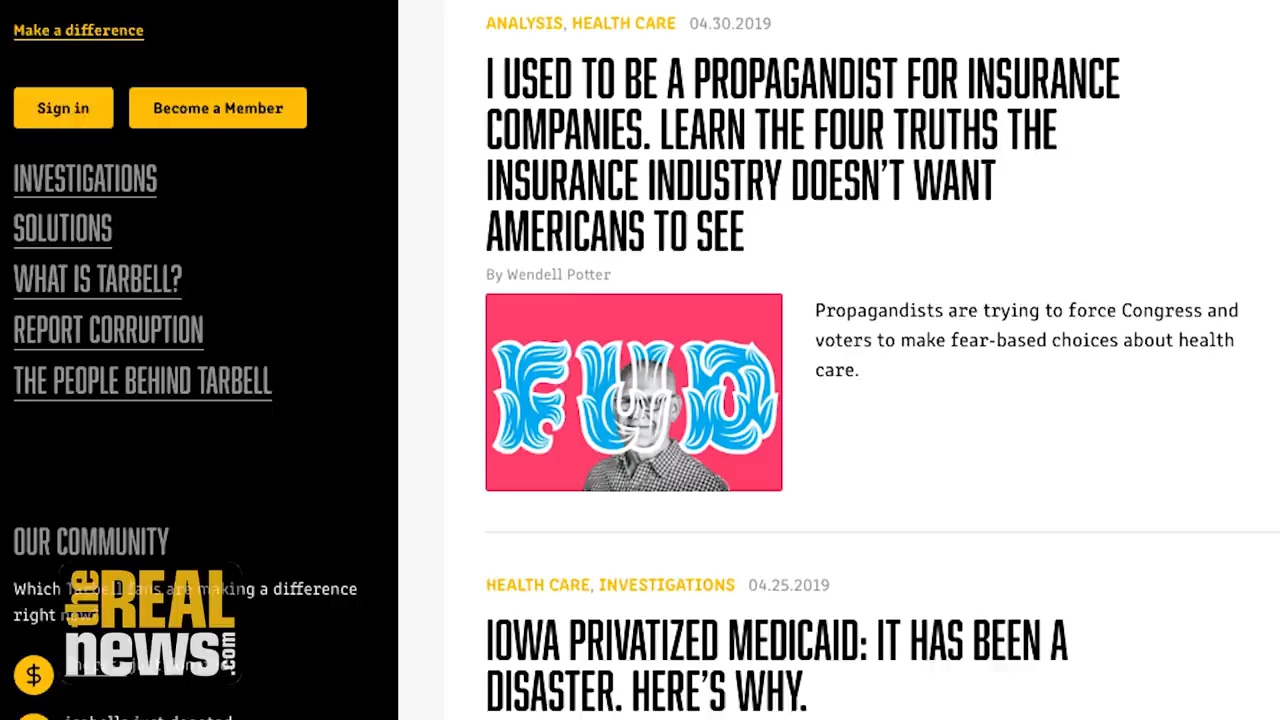 Make a difference
Sign in
Become a Member
INVESTIGATIONS
SOLUTIONS
WHAT IS TARBELL?
REPORT CORRUPTION
THE PEOPLE BEHIND TARBELL
OUR COMMUNITY
Which Tarbell fans are making a difference
right now
$
the REAL
news.com
ANALYSIS, HEALTH CARE 04.30.2019
I USED TO BE A PROPAGANDIST FOR INSURANCE
COMPANIES. LEARN THE FOUR TRUTHS THE
INSURANCE INDUSTRY DOESN'T WANT
AMERICANS TO SEE
By Wendell Potter
FUD
Propagandists are trying to force Congress and
voters to make fear-based choices about health
care.
HEALTH CARE, INVESTIGATIONS 04.25.2019
IOWA PRIVATIZED MEDICAID: IT HAS BEEN A
DISASTER. HERE'S WHY.